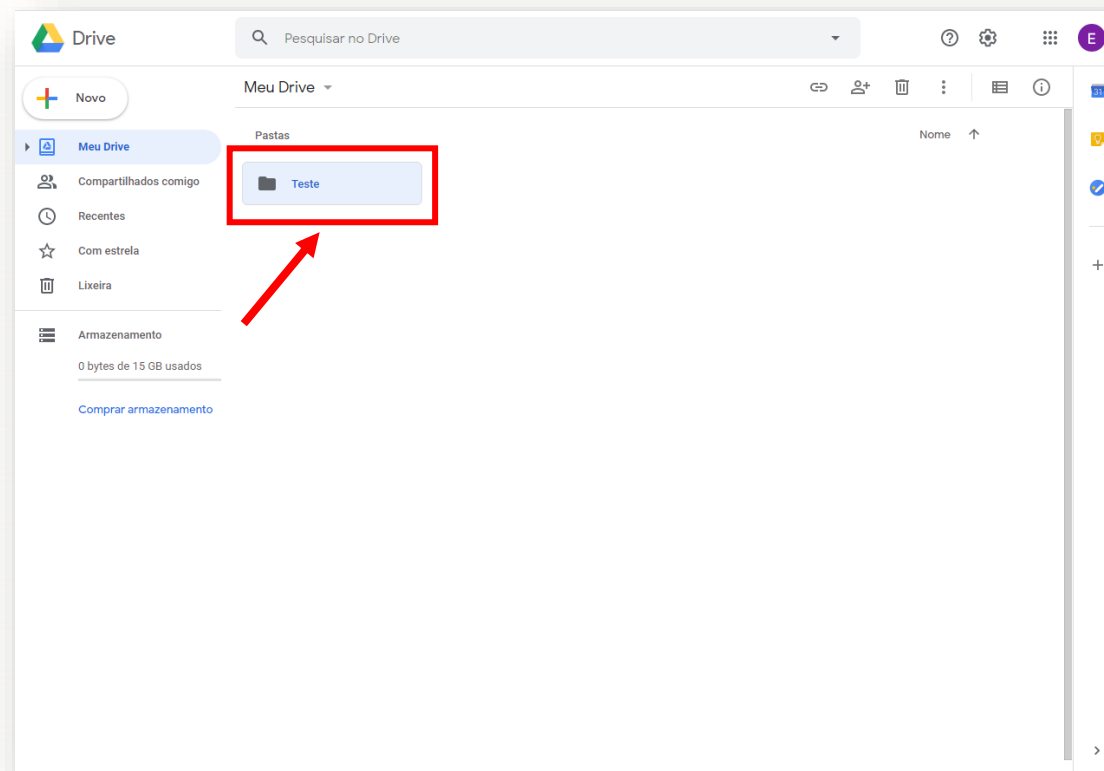 Drive
Pesquisar no Drive
E
Novo
Meu Drive
31
Pastas
Nome
Meu Drive
Teste
Compartilhados comigo
Recentes
Com estrela
Lixeira
Armazenamento
0 bytes de 15 GB usados
Comprar armazenamento